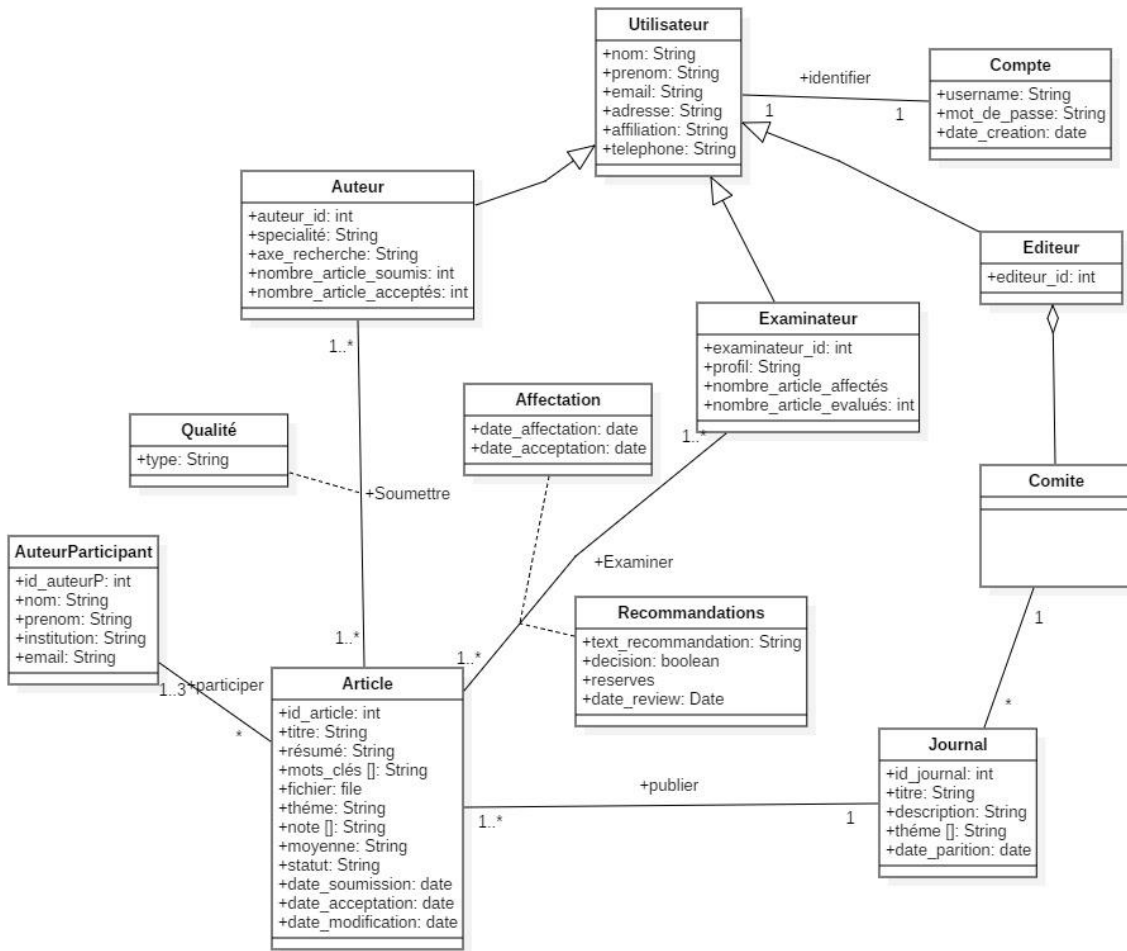 Utilisateur
+nom: String
+prenom: String
+email: String
+adresse: String
+affiliation: String
+telephone: String
+identifier
1
1
Compte
+username: String
+mot_de_passe: String
+date_creation: date
Auteur
+auteur_id: int
+specialité: String
+axe_recherche: String
+nombre_article_soumis: int
+nombre_article_acceptés: int
Editeur
+editeur_id: int
Examinateur
+examinateur_id: int
+profil: String
+nombre_article_affectés
+nombre_article_evalués: int
1..*
1..*
Affectation
+date_affectation: date
+date_acceptation: date
Qualité
+type: String
+Soumettre
Comite
AuteurParticipant
+id_auteurP: int
+nom: String
+prenom: String
+institution: String
+email: String
+Examiner
Recommandations
+text_recommandation: String
+decision: boolean
+reserves
+date_review: Date
1
1..*
1..*
1..3
+participer
*
*
Article
+id_article: int
+titre: String
+résumé: String
+mots_clés []: String
+fichier: file
+théme: String
+note []: String
+moyenne: String
+statut: String
+date_soumission: date
+date_acceptation: date
+date_modification: date
+publier
1..*
1
Journal
+id_journal: int
+titre: String
+description: String
+théme []: String
+date_parition: date